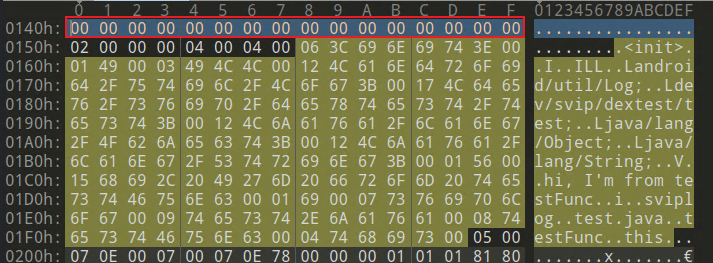 0 1 2 3 4 5 6 7 8 9 A B C D E F 0123456789ABCDEF
0140h: 00 00 00 00 00 00 00 00 00 00 00 00 00 00 00 00 ................
0150h: 02 00 00 00 04 00 04 00 06 3C 69 6E 69 74 3E 00 .........<init>.
0160h: 01 49 00 03 49 4C 4C 00 12 4C 61 6E 64 72 6F 69 .I..ILL..Landroi
0170h: 64 2F 75 74 69 6C 2F 4C 6F 67 3B 00 17 4C 64 65 d/util/Log;..Lde
0180h: 76 2F 73 76 69 70 2F 64 65 78 74 65 73 74 2F 74 v/svip/dextest/t
0190h: 65 73 74 3B 00 12 4C 6A 61 76 61 2F 6C 61 6E 67 est;..Ljava/lang
01A0h: 2F 4F 62 6A 65 63 74 3B 00 12 4C 6A 61 76 61 2F /Object;..Ljava/
01B0h: 6C 61 6E 67 2F 53 74 72 69 6E 67 3B 00 01 56 00 lang/String;..V.
01C0h: 15 68 69 2C 20 49 27 6D 20 66 72 6F 6D 20 74 65 .hi, I'm from te
01D0h: 73 74 46 75 6E 63 00 01 69 00 07 73 76 69 70 6C stFunc..i..svipl
01E0h: 6F 67 00 09 74 65 73 74 2E 6A 61 76 61 00 08 74 og..test.java..t
01F0h: 65 73 74 46 75 6E 63 00 04 74 68 69 73 00 05 00 estFunc..this...
0200h: 07 0E 00 07 00 07 0E 78 00 00 00 01 01 01 81 80 .......x.......€